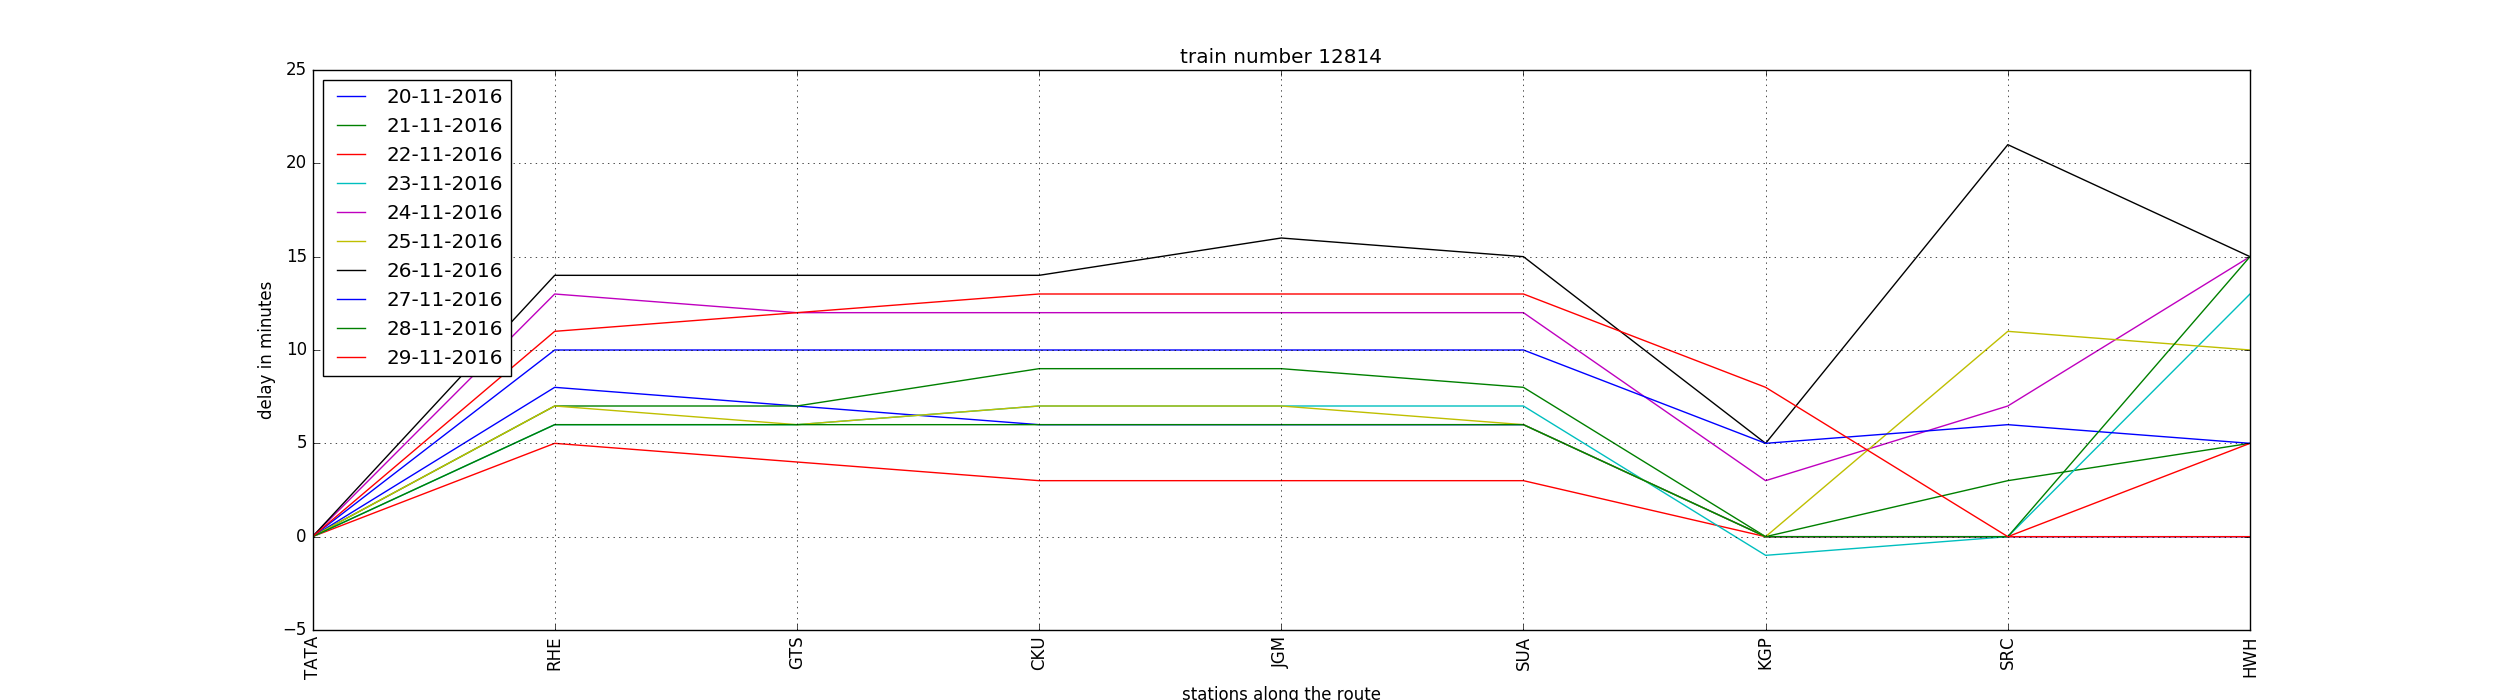 train number 12814
25
20
15
10
5
0
−5
delay in minutes
20-11-2016
21-11-2016
22-11-2016
23-11-2016
24-11-2016
25-11-2016
26-11-2016
27-11-2016
28-11-2016
29-11-2016
TATA
RHE
GTS
CKU
JGM
SUA
KGP
SRC
HWH
stations along the route